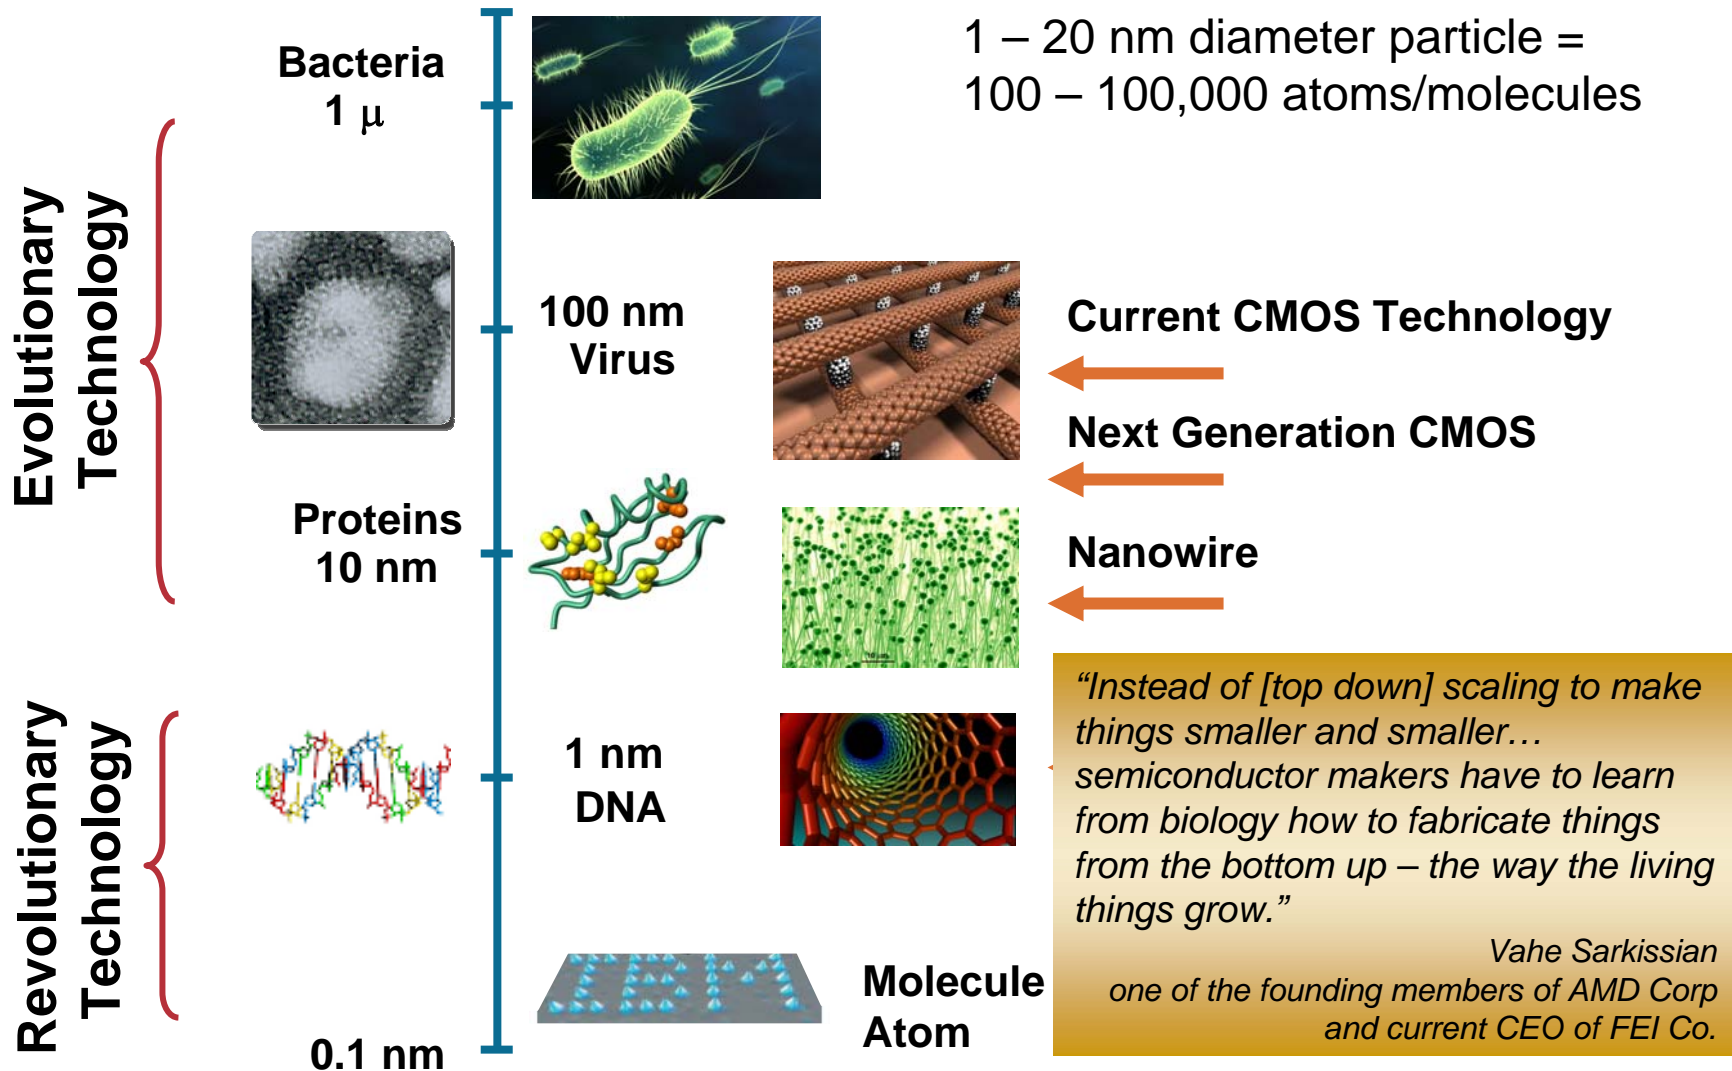 Bacteria
1 μ
1 – 20 nm diameter particle =
100 – 100,000 atoms/molecules
Evolutionary
Technology
100 nm
Virus
Current CMOS Technology
Next Generation CMOS
Proteins
10 nm
Nanowire
Revolutionary
Technology
1 nm
DNA
“Instead of [top down] scaling to make
things smaller and smaller…
semiconductor makers have to learn
from biology how to fabricate things
from the bottom up – the way the living
things grow.”
Vahe Sarkissian
one of the founding members of AMD Corp
and current CEO of FEI Co.
IBM
Molecule
Atom
0.1 nm